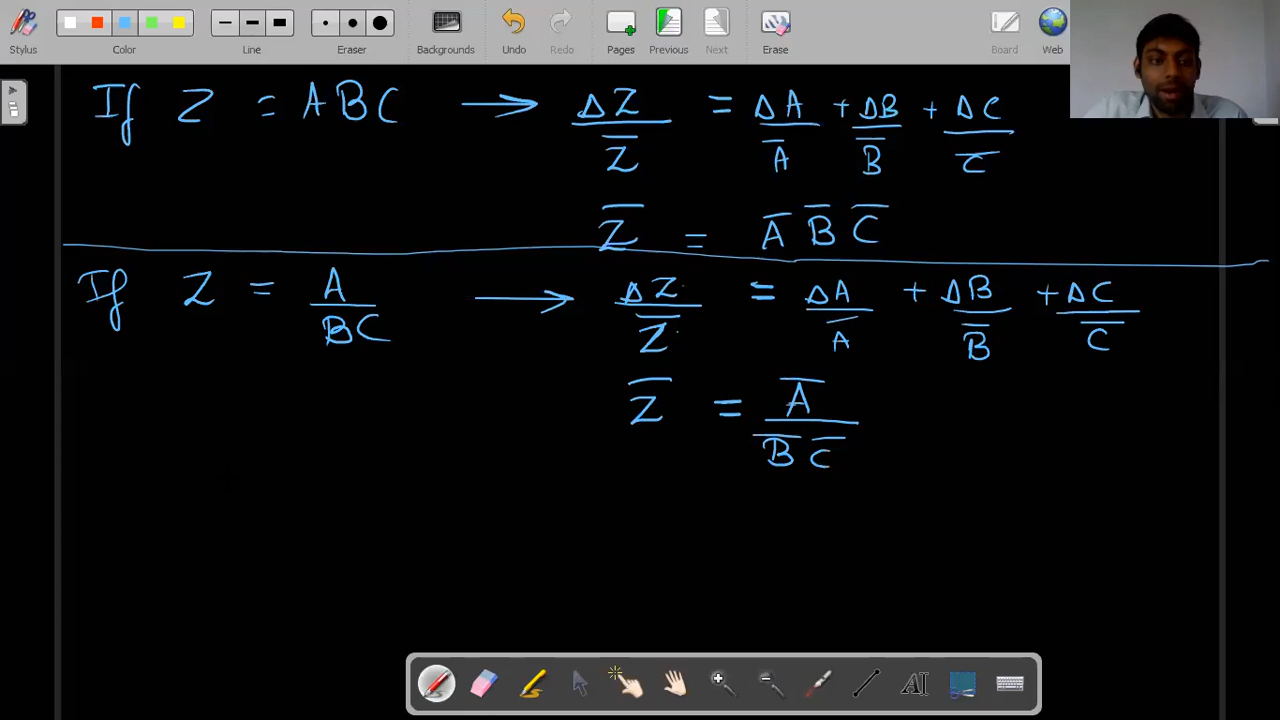 Stylus Color Line Eraser Backgrounds Undo Redo Pages Previous Next Erase Board Web
If Z = ABC → ΔZ/Z̅ = ΔA/A̅ + ΔB/B̅ + ΔC/C̅
Z̅ = A̅ B̅ C̅
If Z = A/BC → ΔZ/Z̅ = ΔA/A̅ + ΔB/B̅ + ΔC/C̅
Z̅ = A̅/B̅ C̅